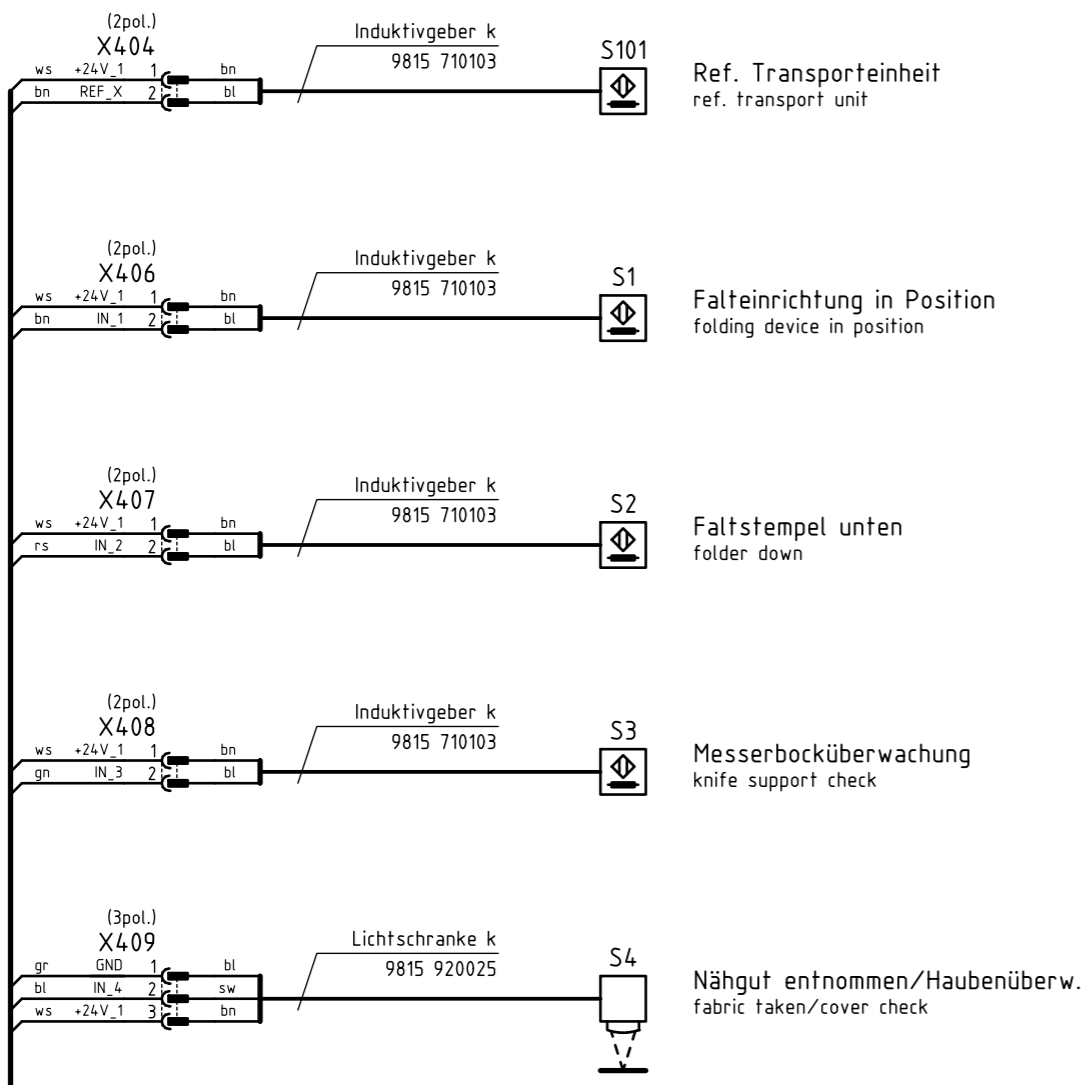 (2pol.)
X404
ws +24V_1 1 bn
bn REF_X 2 bl
Induktivgeber k
9815 710103
S101
Ref. Transporteinheit
ref. transport unit
(2pol.)
X406
ws +24V_1 1 bn
bn IN_1 2 bl
Induktivgeber k
9815 710103
S1
Falteinrichtung in Position
folding device in position
(2pol.)
X407
ws +24V_1 1 bn
rs IN_2 2 bl
Induktivgeber k
9815 710103
S2
Faltstempel unten
folder down
(2pol.)
X408
ws +24V_1 1 bn
gn IN_3 2 bl
Induktivgeber k
9815 710103
S3
Messerbocküberwachung
knife support check
(3pol.)
X409
gr GND 1 bl
bl IN_4 2 sw
ws +24V_1 3 bn
Lichtschranke k
9815 920025
S4
Nähgut entnommen/Haubenüberw.
fabric taken/cover check